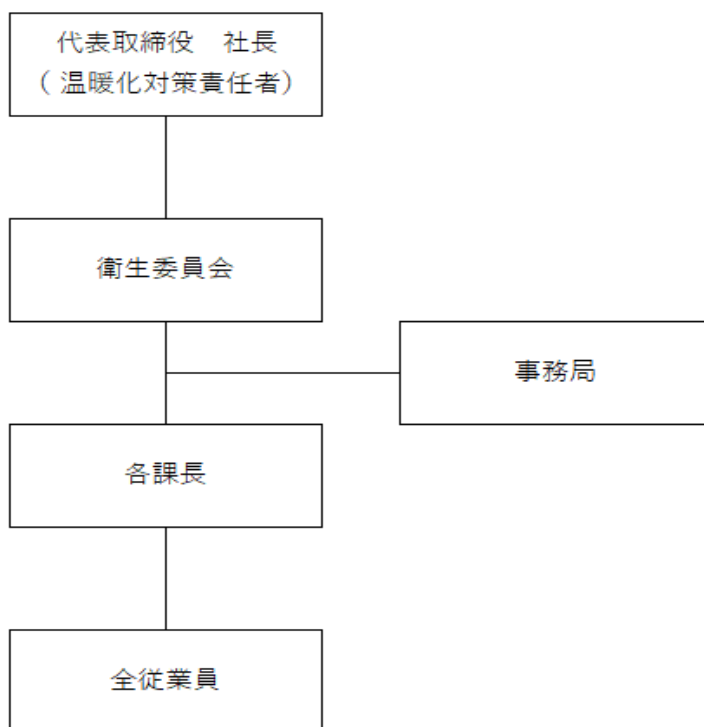 代表取締役　社長
（ 温暖化対策責任者）
衛生委員会
事務局
各課長
全従業員